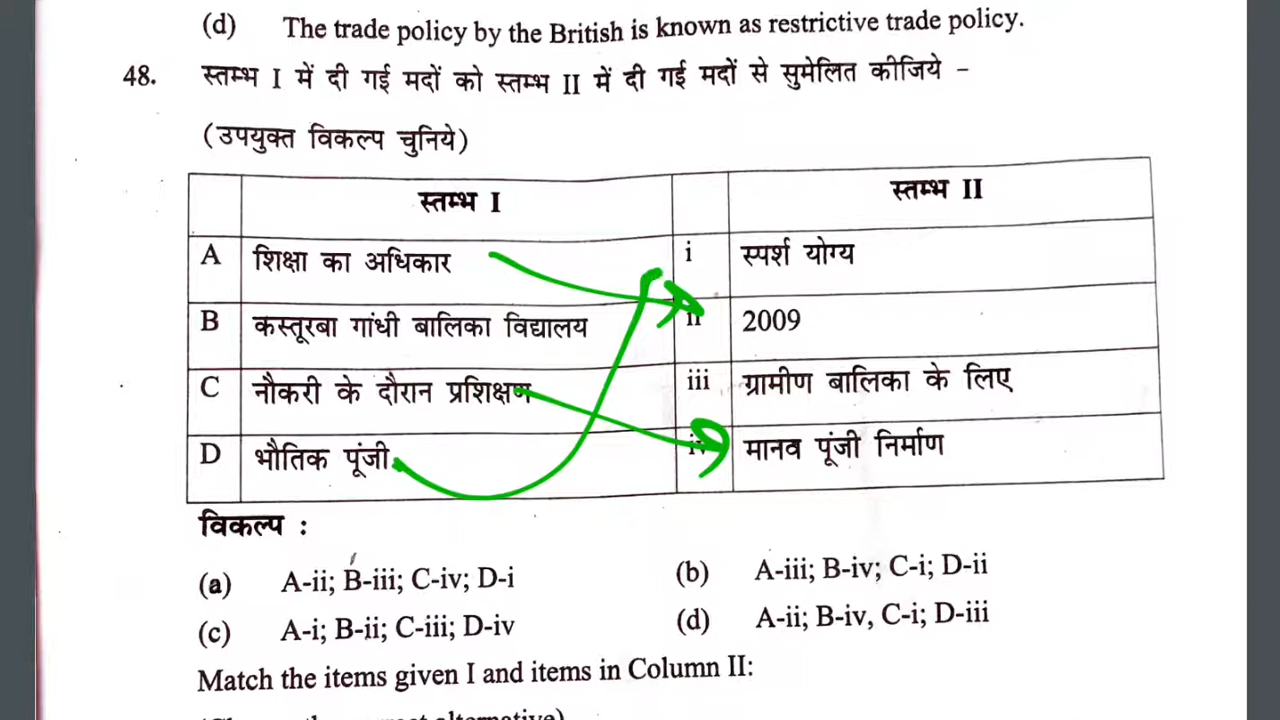 (d) The trade policy by the British is known as restrictive trade policy.
48. स्तम्भ I में दी गई मदों को स्तम्भ II में दी गई मदों से सुमेलित कीजिये –
(उपयुक्त विकल्प चुनिये)
स्तम्भ I स्तम्भ II
A शिक्षा का अधिकार i स्पर्श योग्य
B कस्तूरबा गांधी बालिका विद्यालय ii 2009
C नौकरी के दौरान प्रशिक्षण iii ग्रामीण बालिका के लिए
D भौतिक पूंजी iv मानव पूंजी निर्माण
विकल्प :
(a) A-ii; B-iii; C-iv; D-i (b) A-iii; B-iv; C-i; D-ii
(c) A-i; B-ii; C-iii; D-iv (d) A-ii; B-iv, C-i; D-iii
Match the items given I and items in Column II: